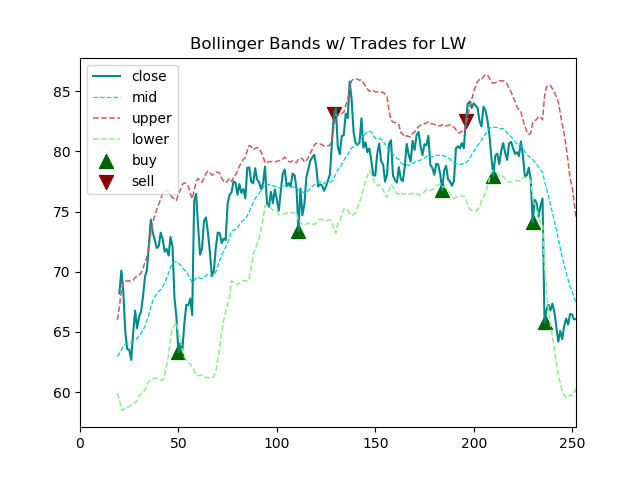 Bollinger Bands w/ Trades for LW
close
mid
upper
lower
buy
sell
85
80
75
70
65
60
0 50 100 150 200 250